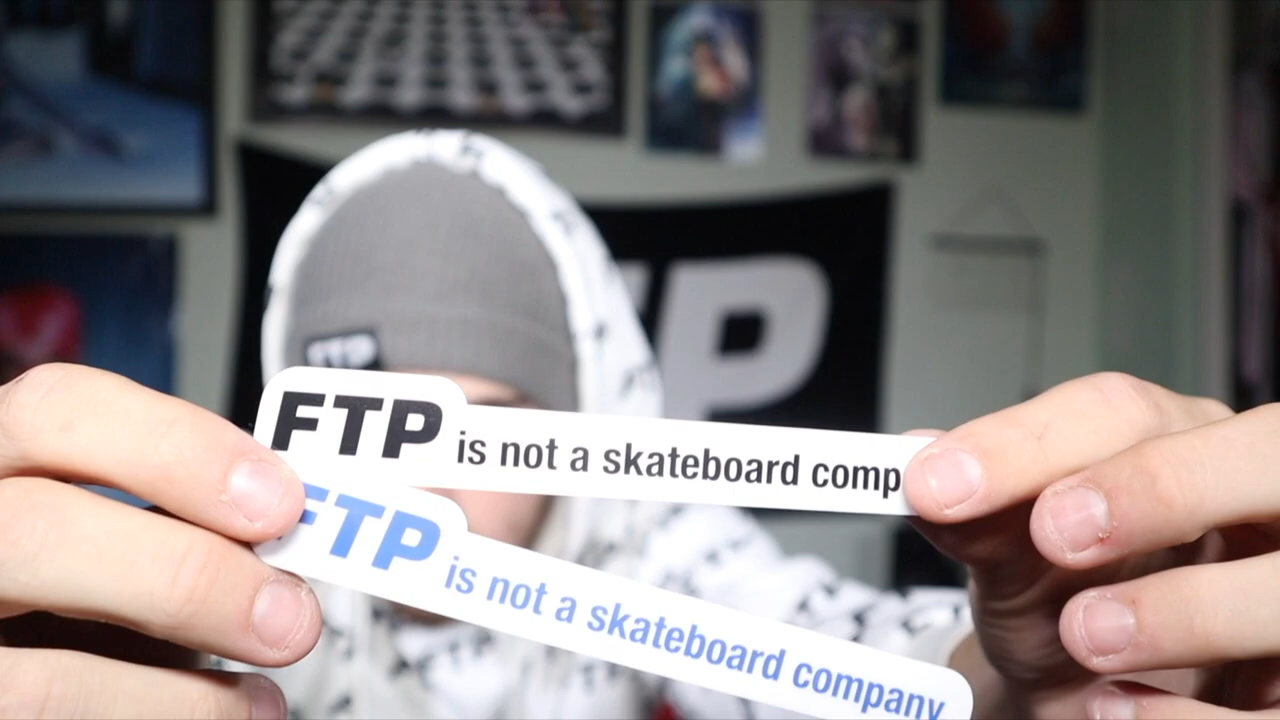 FTP
P
FTP is not a skateboard comp
FTP is not a skateboard company